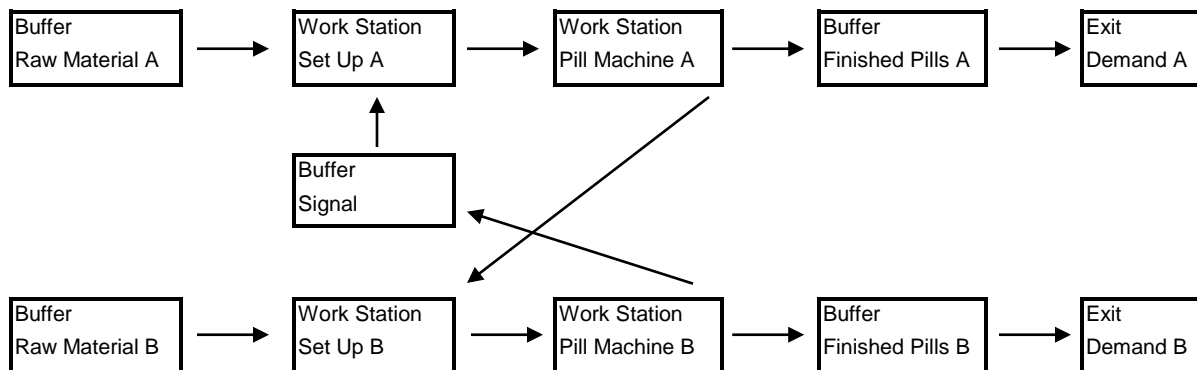 Buffer
Raw Material A
Work Station
Set Up A
Work Station
Pill Machine A
Buffer
Finished Pills A
Exit
Demand A
Buffer
Signal
Buffer
Raw Material B
Work Station
Set Up B
Work Station
Pill Machine B
Buffer
Finished Pills B
Exit
Demand B